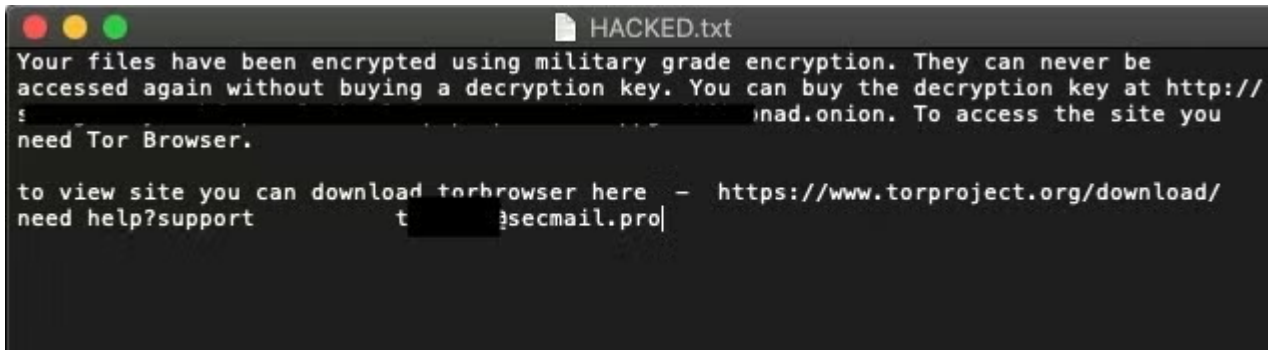 HACKED.txt
Your files have been encrypted using military grade encryption. They can never be
accessed again without buying a decryption key. You can buy the decryption key at http://
To access the site you
need Tor Browser.
to view site you can download torbrowser here – https://www.torproject.org/download/
need help?support @secmail.pro